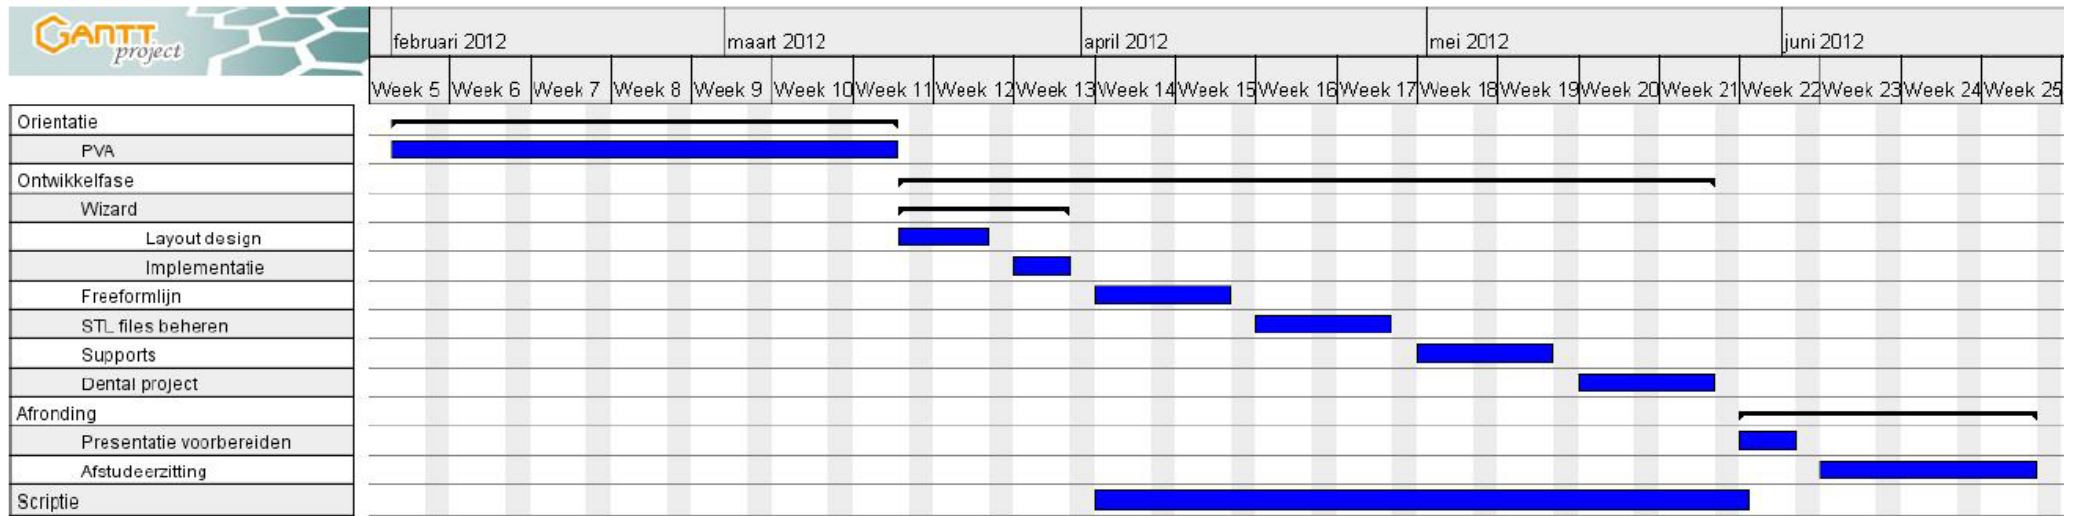 GANTT
project
februari 2012 maart 2012 april 2012 mei 2012 juni 2012
Week 5 Week 6 Week 7 Week 8 Week 9 Week 10 Week 11 Week 12 Week 13 Week 14 Week 15 Week 16 Week 17 Week 18 Week 19 Week 20 Week 21 Week 22 Week 23 Week 24 Week 25
Orientatie
PVA
Ontwikkelfase
Wizard
Layout design
Implementatie
Freeformlijn
STL files beheren
Supports
Dental project
Afronding
Presentatie voorbereiden
Afstudeerzitting
Scriptie